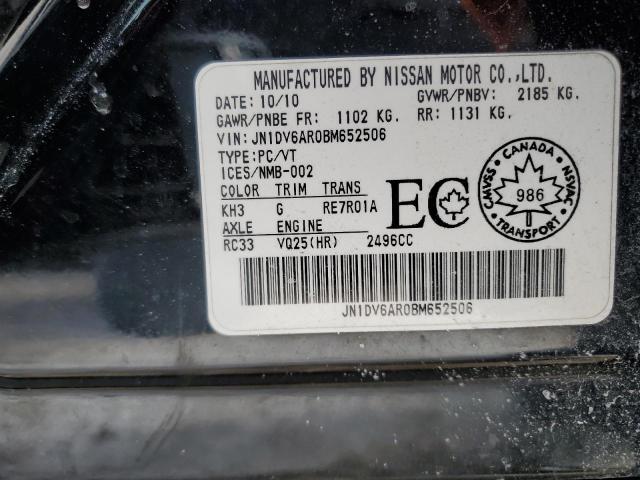 MANUFACTURED BY NISSAN MOTOR CO.,LTD.
DATE: 10/10 GVWR/PNBV: 2185 KG.
GAWR/PNBE FR: 1102 KG. RR: 1131 KG.
VIN: JN1DV6AR0BM652506
TYPE: PC/VT
ICES/NMB-002
COLOR TRIM TRANS
KH3 G RE7R01A
AXLE ENGINE
RC33 VQ25(HR) 2496CC
EC
CANADA
CMVSS NSVAC
986
TRANSPORT
JN1DV6AR0BM652506